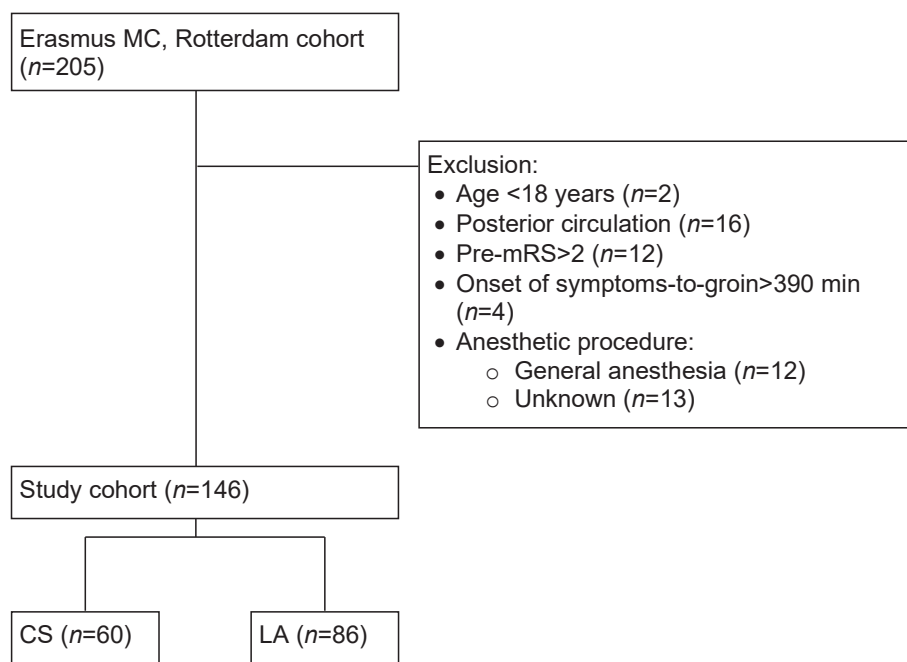 Erasmus MC, Rotterdam cohort
(n=205)
Exclusion:
• Age <18 years (n=2)
• Posterior circulation (n=16)
• Pre-mRS>2 (n=12)
• Onset of symptoms-to-groin>390 min
(n=4)
• Anesthetic procedure:
○ General anesthesia (n=12)
○ Unknown (n=13)
Study cohort (n=146)
CS (n=60)
LA (n=86)